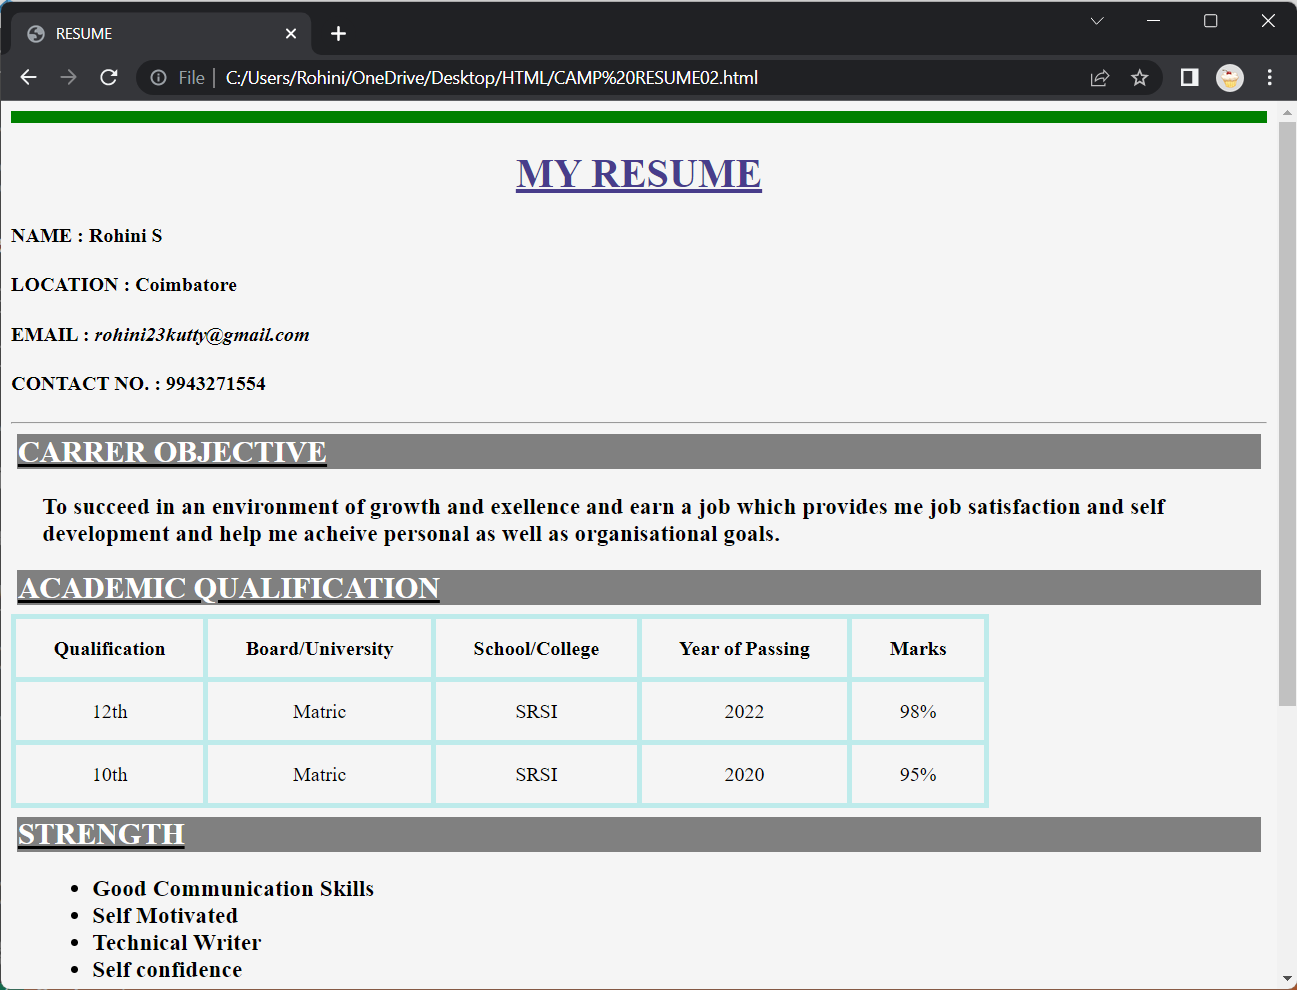 RESUME
File
C:/Users/Rohini/OneDrive/Desktop/HTML/CAMP%20RESUME02.html
MY RESUME
NAME : Rohini S
LOCATION : Coimbatore
EMAIL : rohini23kutty@gmail.com
CONTACT NO. : 9943271554
CARRER OBJECTIVE
To succeed in an environment of growth and exellence and earn a job which provides me job satisfaction and self
development and help me acheive personal as well as organisational goals.
ACADEMIC QUALIFICATION
Qualification Board/University School/College Year of Passing Marks
12th Matric SRSI 2022 98%
10th Matric SRSI 2020 95%
STRENGTH
• Good Communication Skills
• Self Motivated
• Technical Writer
• Self confidence